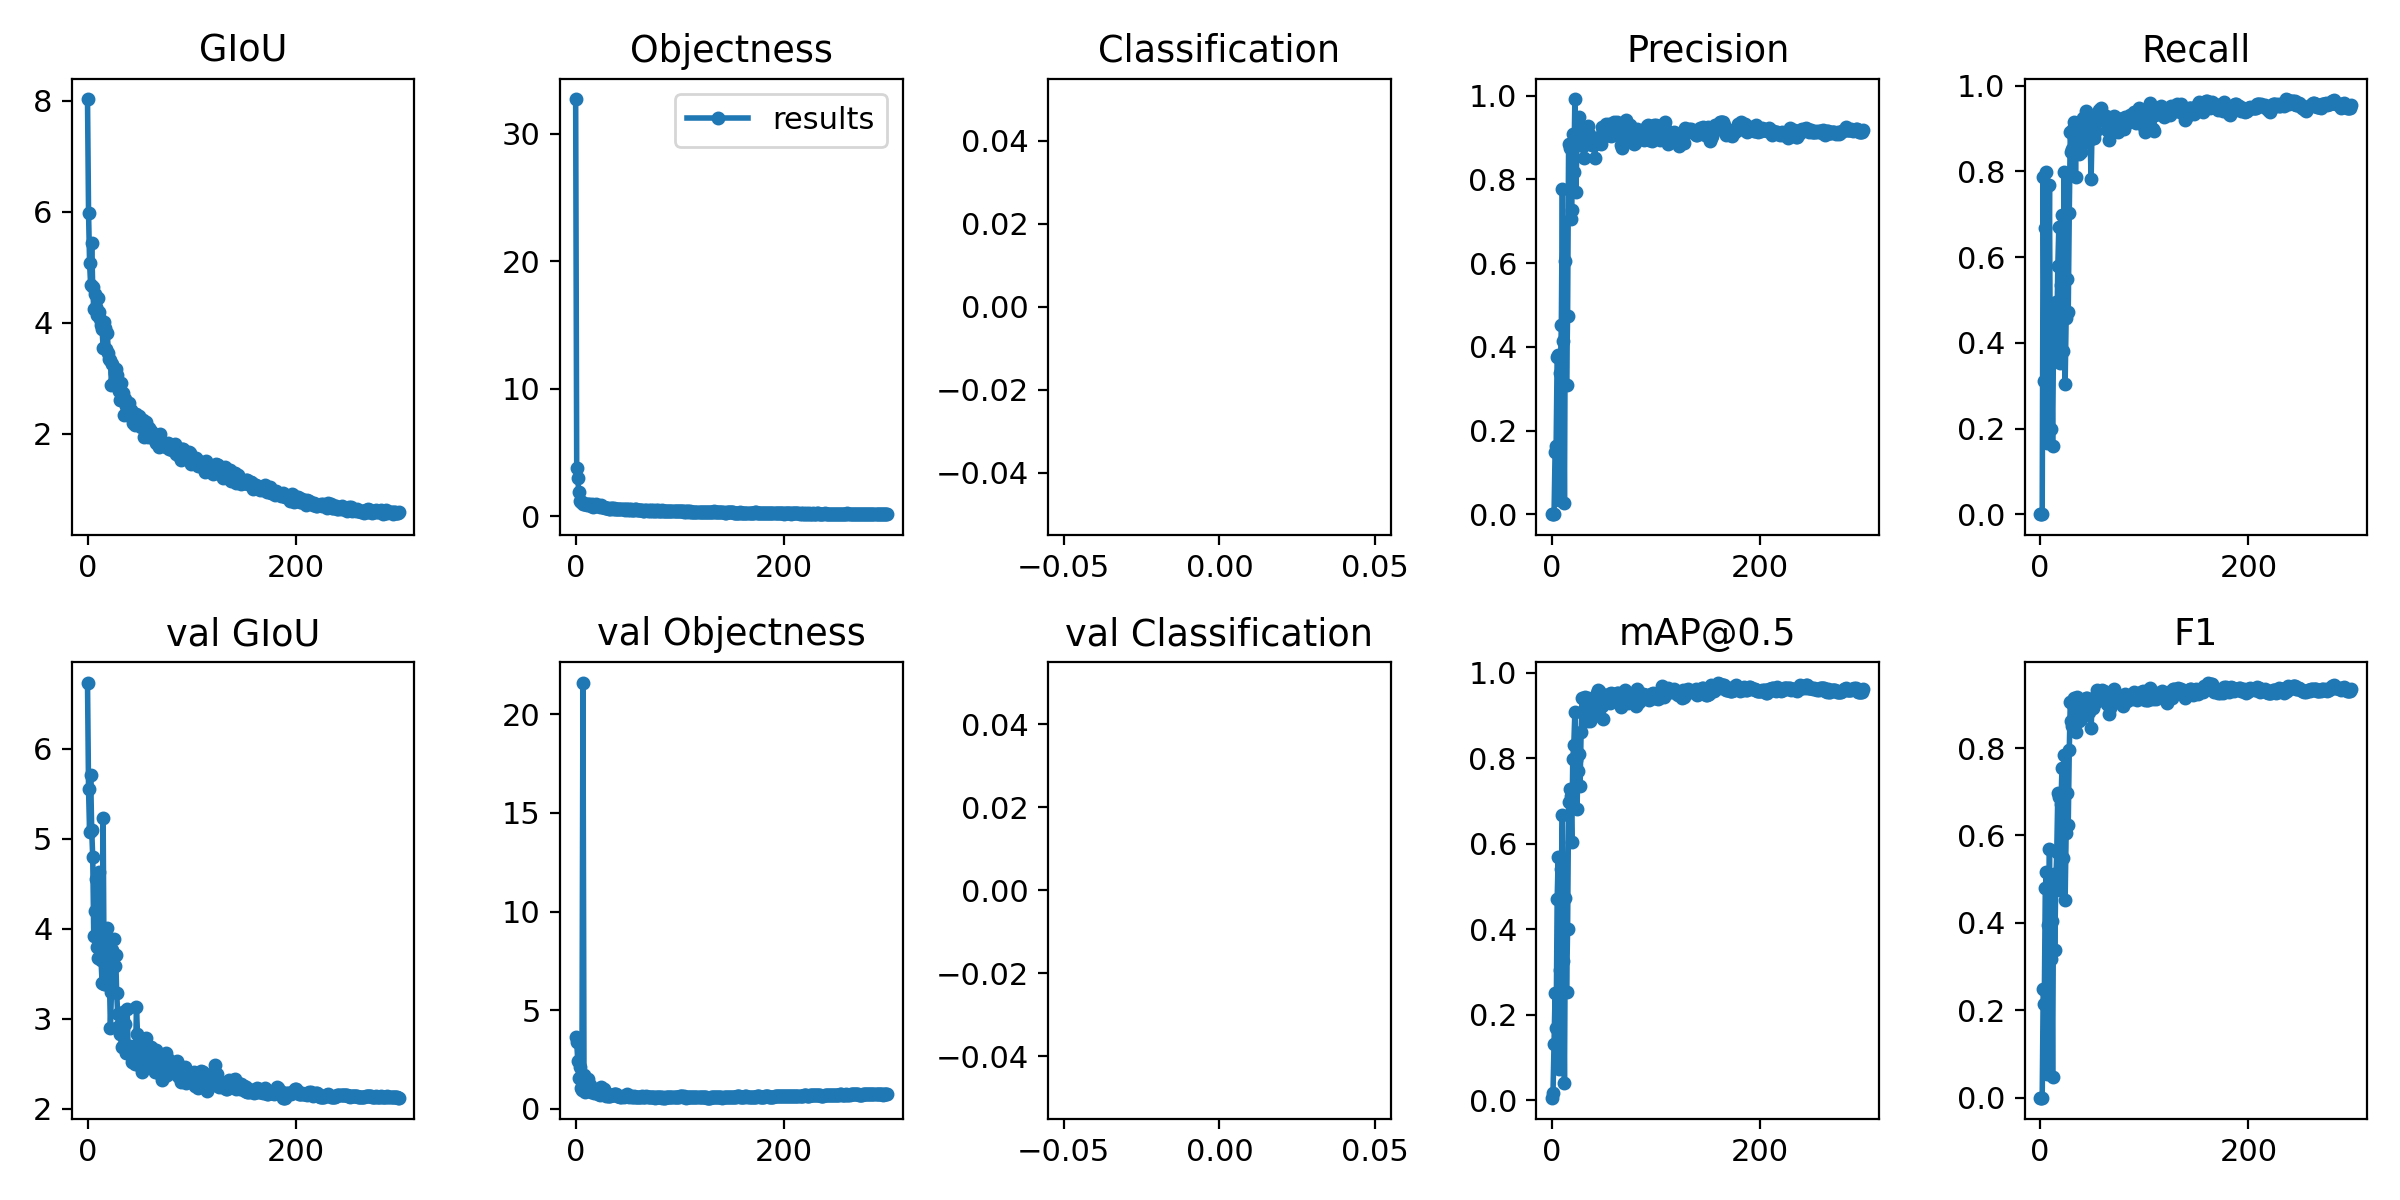 GIoU Objectness Classification Precision Recall
8 6 4 2 0 200
results
30 20 10 0 0 200
0.04 0.02 0.00 −0.02 −0.04 −0.05 0.00 0.05
1.0 0.8 0.6 0.4 0.2 0.0 0 200
1.0 0.8 0.6 0.4 0.2 0.0 0 200
val GIoU val Objectness val Classification mAP@0.5 F1
6 5 4 3 2 0 200
20 15 10 5 0 0 200
0.04 0.02 0.00 −0.02 −0.04 −0.05 0.00 0.05
1.0 0.8 0.6 0.4 0.2 0.0 0 200
0.8 0.6 0.4 0.2 0.0 0 200